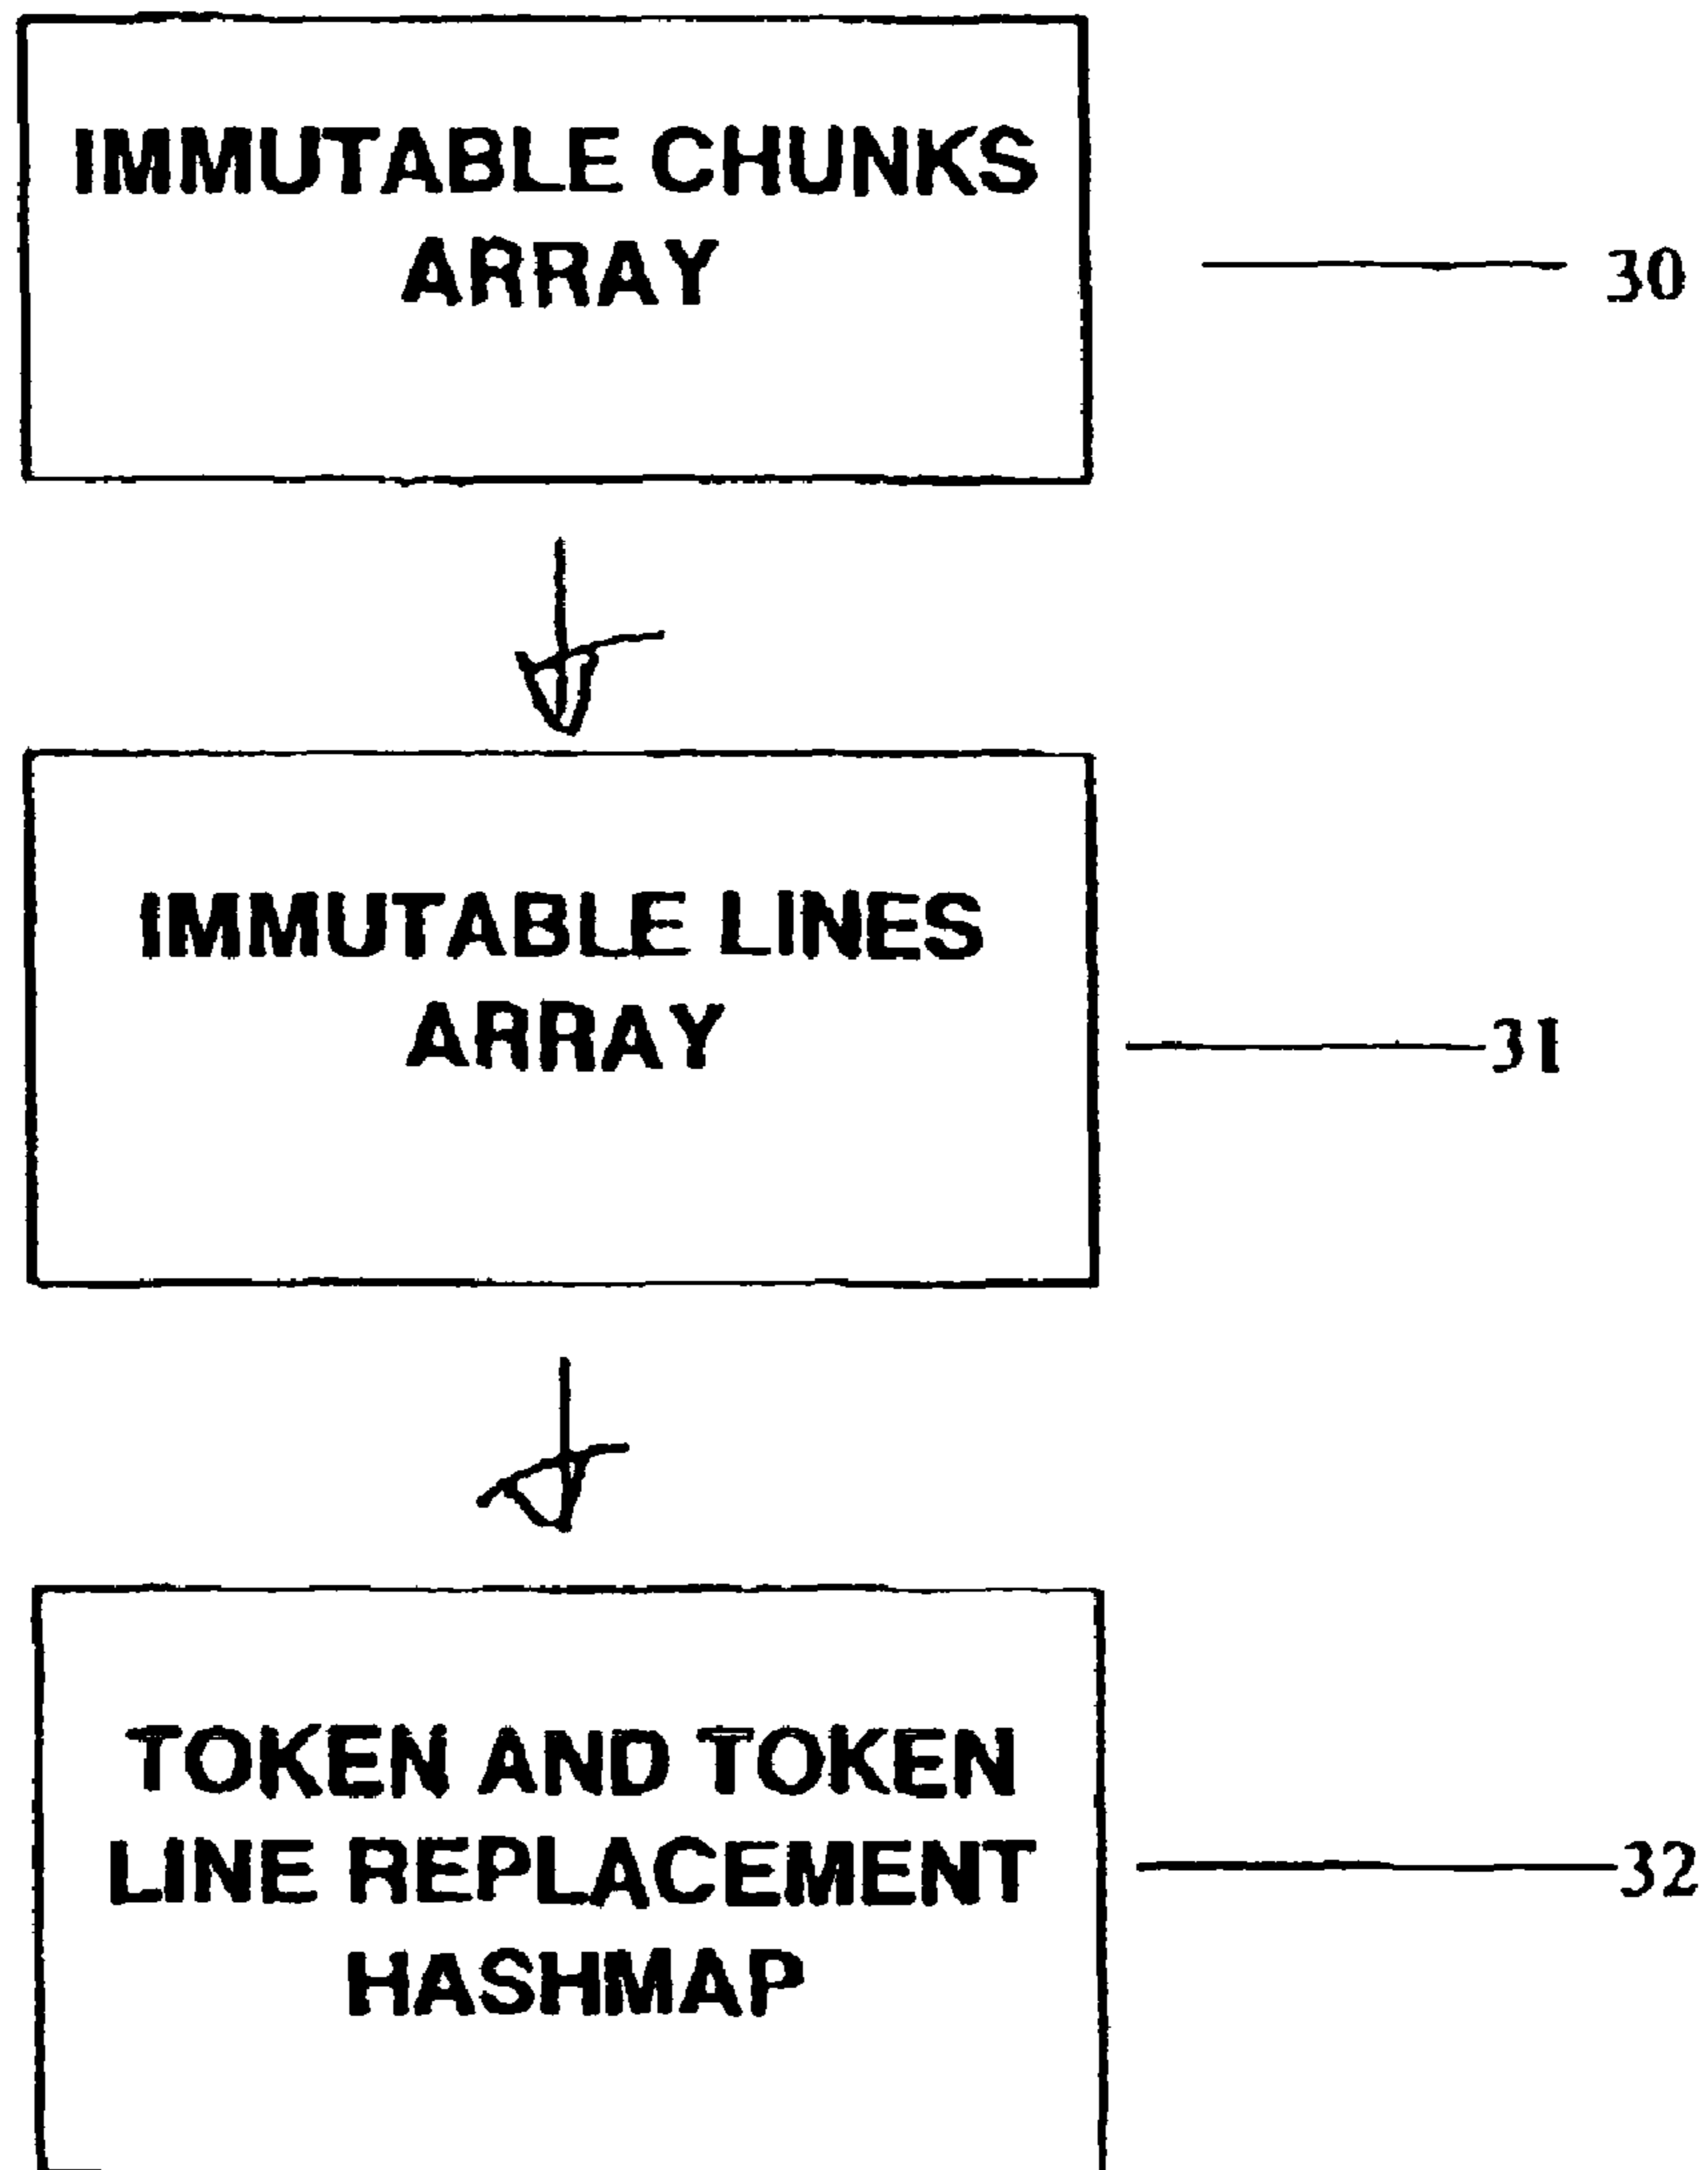 IMMUTABLE CHUNKS
ARRAY
30
IMMUTABLE LINES
ARRAY
31
TOKEN AND TOKEN
LINE REPLACEMENT
HASHMAP
32